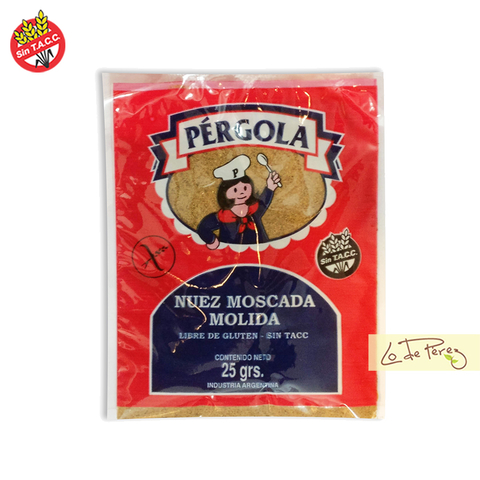 Sin T.A.C.C.
PÉRGOLA
P
Sin T.A.C.C.
NUEZ MOSCADA
MOLIDA
LIBRE DE GLUTEN - SIN TACC
CONTENIDO NETO
25 grs.
INDUSTRIA ARGENTINA
Lo de Perez